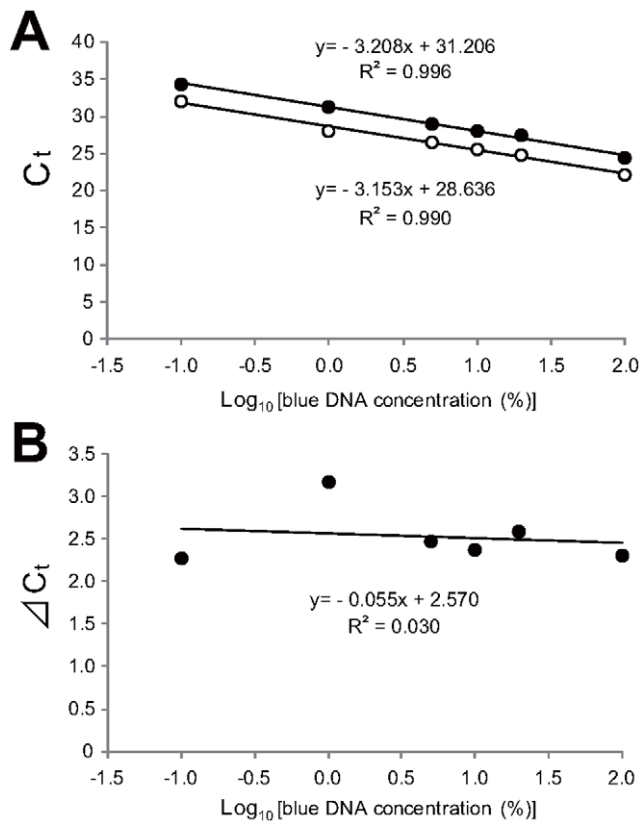 A
40
35
30
25
20
15
10
5
0
Ct
y= - 3.208x + 31.206
R² = 0.996
y= - 3.153x + 28.636
R² = 0.990
-1.5 -1.0 -0.5 0.0 0.5 1.0 1.5 2.0
Log₁₀ [blue DNA concentration (%)]
B
3.5
3.0
2.5
2.0
1.5
1.0
0.5
0
⊿Ct
y= - 0.055x + 2.570
R² = 0.030
-1.5 -1.0 -0.5 0.0 0.5 1.0 1.5 2.0
Log₁₀ [blue DNA concentration (%)]